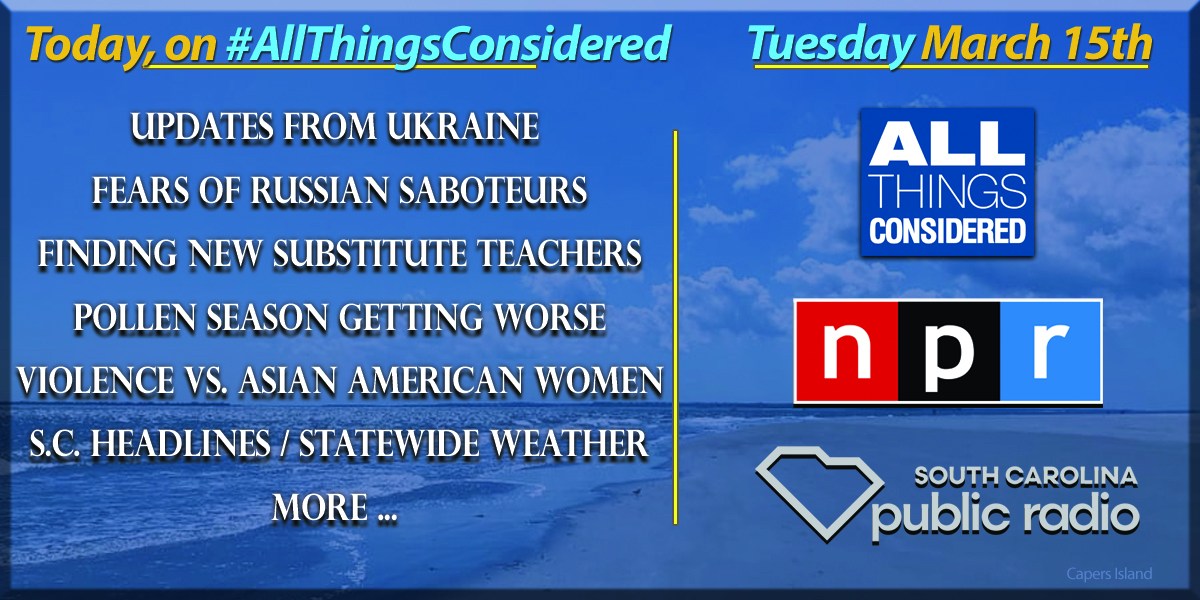 Today, on #AllThingsConsidered
UPDATES FROM UKRAINE
FEARS OF RUSSIAN SABOTEURS
FINDING NEW SUBSTITUTE TEACHERS
POLLEN SEASON GETTING WORSE
VIOLENCE VS. ASIAN AMERICAN WOMEN
S.C. HEADLINES / STATEWIDE WEATHER
MORE ...
Tuesday March 15th
ALL
THINGS
CONSIDERED
npr
SOUTH CAROLINA
public radio
Capers Island